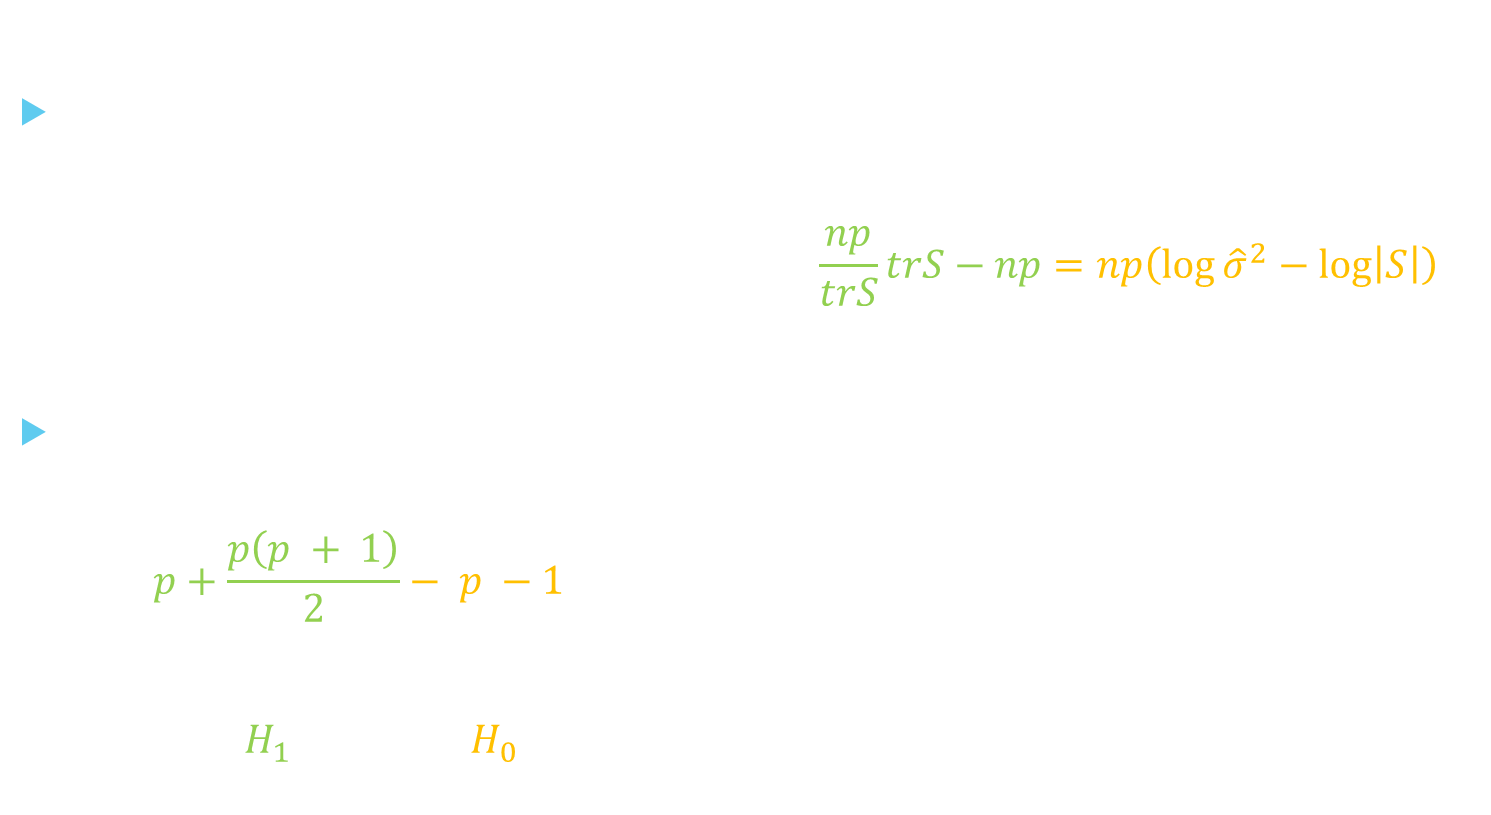 np/trS trS − np = np(log σ̂² − log|S|)
p + p(p + 1)/2 − p − 1
H₁ H₀